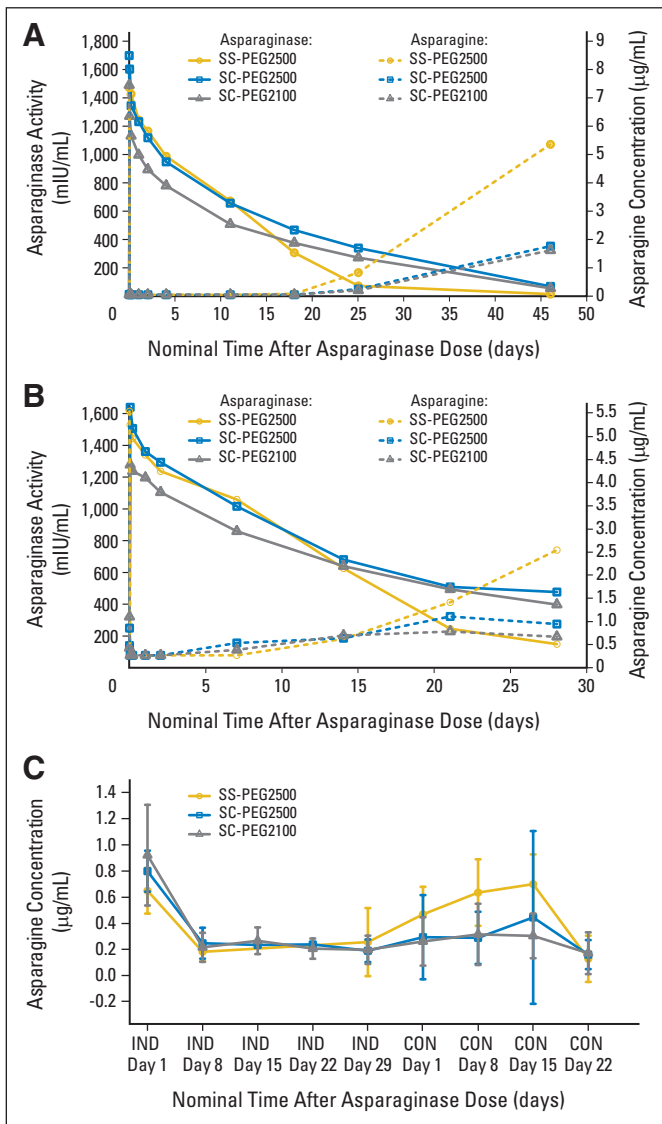 A
Asparaginase:
Asparagine:
SS-PEG2500
SS-PEG2500
SC-PEG2500
SC-PEG2500
SC-PEG2100
SC-PEG2100
1,800
1,600
1,400
1,200
1,000
800
600
400
200
Asparaginase Activity
(mIU/mL)
9
8
7
6
5
4
3
2
1
0
Asparagine Concentration (µg/mL)
0 5 10 15 20 25 30 35 40 45 50
Nominal Time After Asparaginase Dose (days)
B
Asparaginase:
Asparagine:
SS-PEG2500
SS-PEG2500
SC-PEG2500
SC-PEG2500
SC-PEG2100
SC-PEG2100
1,600
1,400
1,200
1,000
800
600
400
200
Asparaginase Activity
(mIU/mL)
5.5
5.0
4.5
4.0
3.5
3.0
2.5
2.0
1.5
1.0
0.5
0
Asparagine Concentration (µg/mL)
0 5 10 15 20 25 30
Nominal Time After Asparaginase Dose (days)
C
SS-PEG2500
SC-PEG2500
SC-PEG2100
1.4
1.2
1.0
0.8
0.6
0.4
0.2
0.0
-0.2
Asparagine Concentration
(µg/mL)
IND IND IND IND IND CON CON CON CON
Day 1 Day 8 Day 15 Day 22 Day 29 Day 1 Day 8 Day 15 Day 22
Nominal Time After Asparaginase Dose (days)